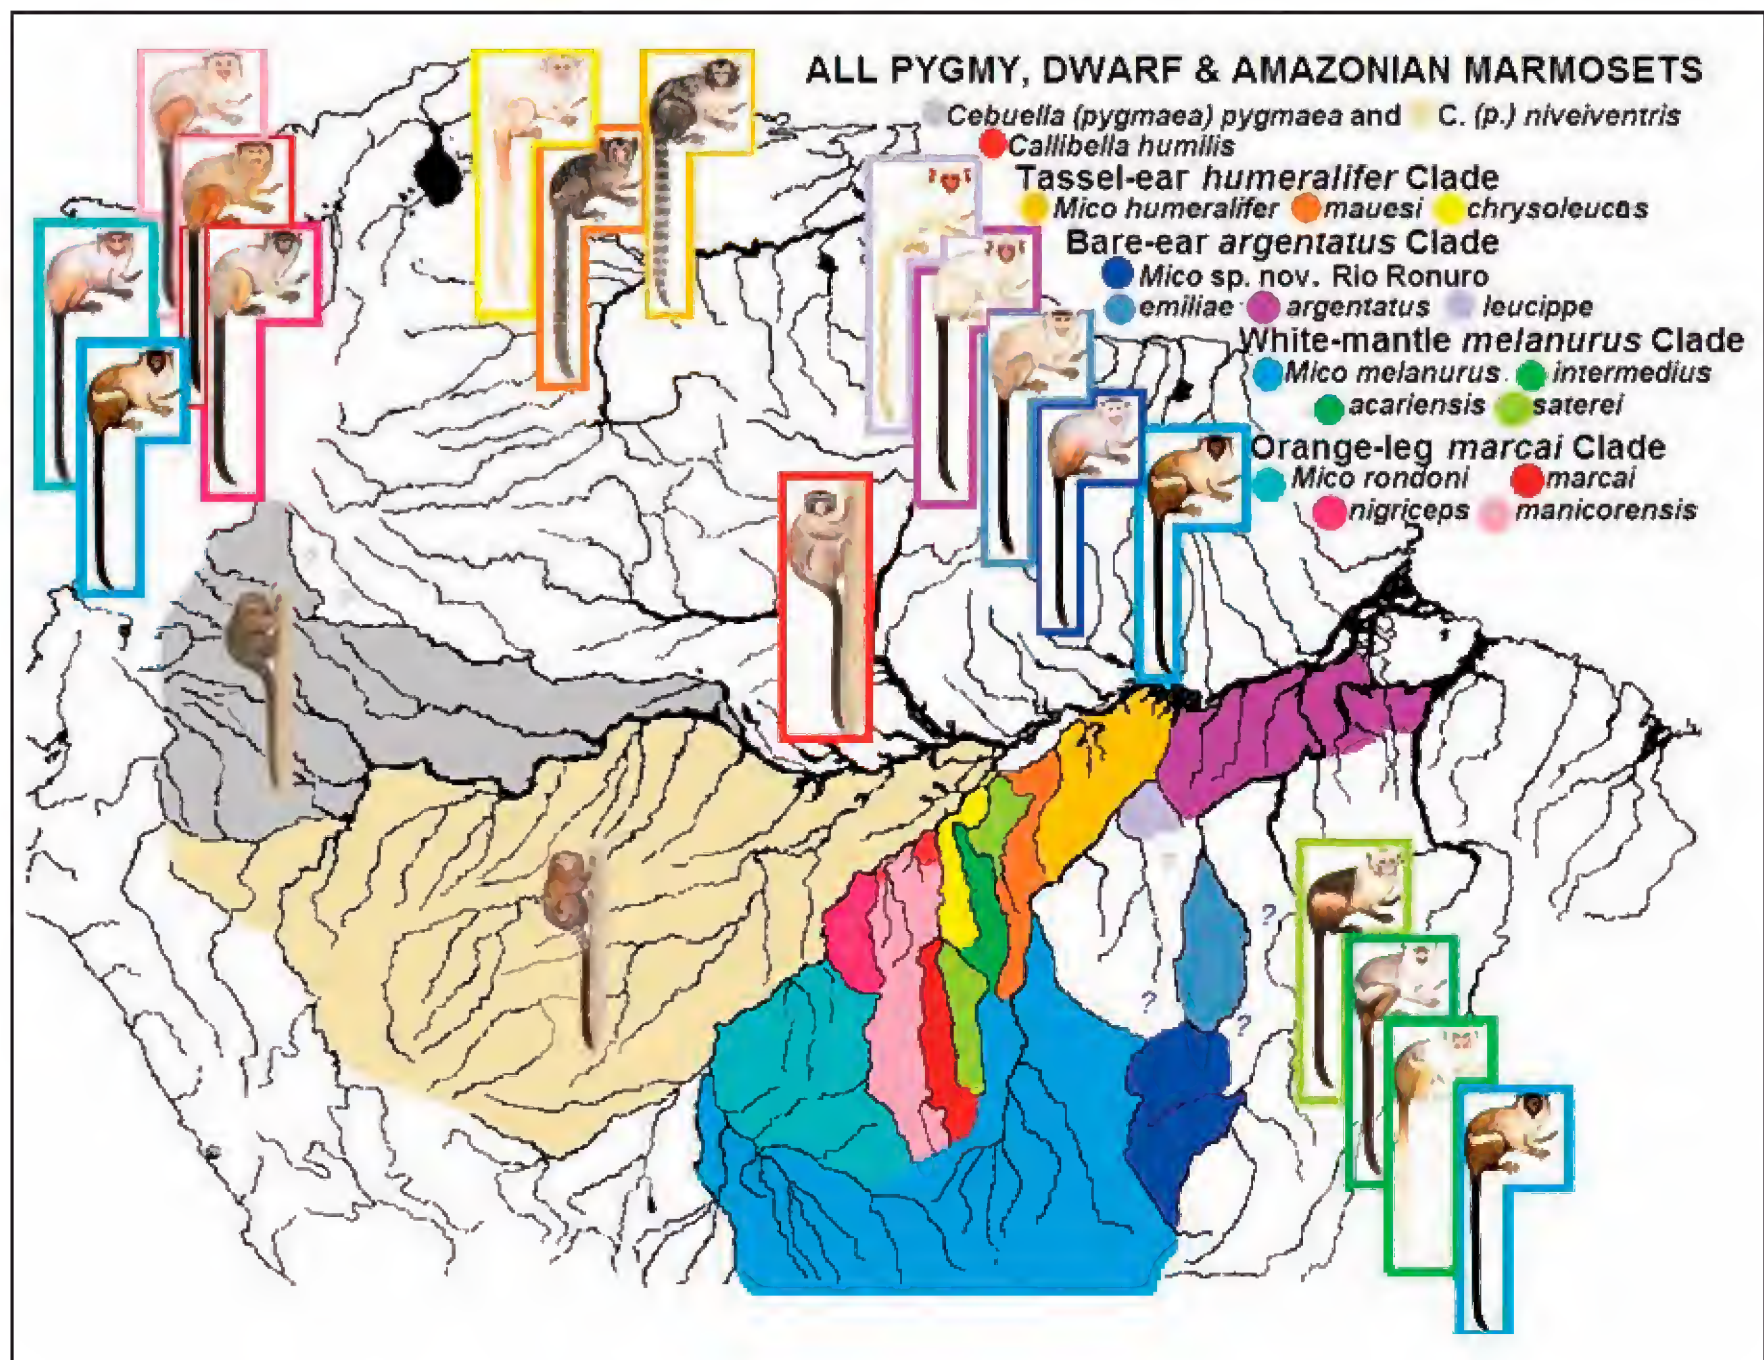 ALL PYGMY, DWARF & AMAZONIAN MARMOSETS
Cebuella (pygmaea) pygmaea and C. (p.) niveiventris
Callibella humilis
Tassel-ear humeralifer Clade
Mico humeralifer mauesi chrysoleucos
Bare-ear argentatus Clade
Mico sp. nov. Rio Ronuro
emiliae argentatus leucippe
White-mantle melanurus Clade
Mico melanurus. intermedius
acariensis saterei
Orange-leg marcai Clade
Mico rondoni marcai
nigriceps manicorensis
?
?
?